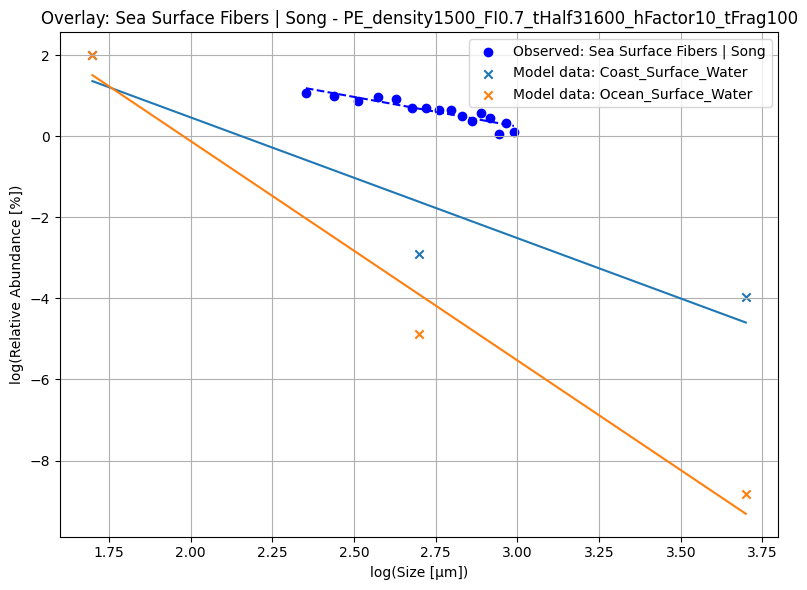 Overlay: Sea Surface Fibers | Song - PE_density1500_FI0.7_tHalf31600_hFactor10_tFrag100
Observed: Sea Surface Fibers | Song
Model data: Coast_Surface_Water
Model data: Ocean_Surface_Water
log(Relative Abundance [%])
2
0
−2
−4
−6
−8
1.75
2.00
2.25
2.50
2.75
3.00
3.25
3.50
3.75
log(Size [µm])